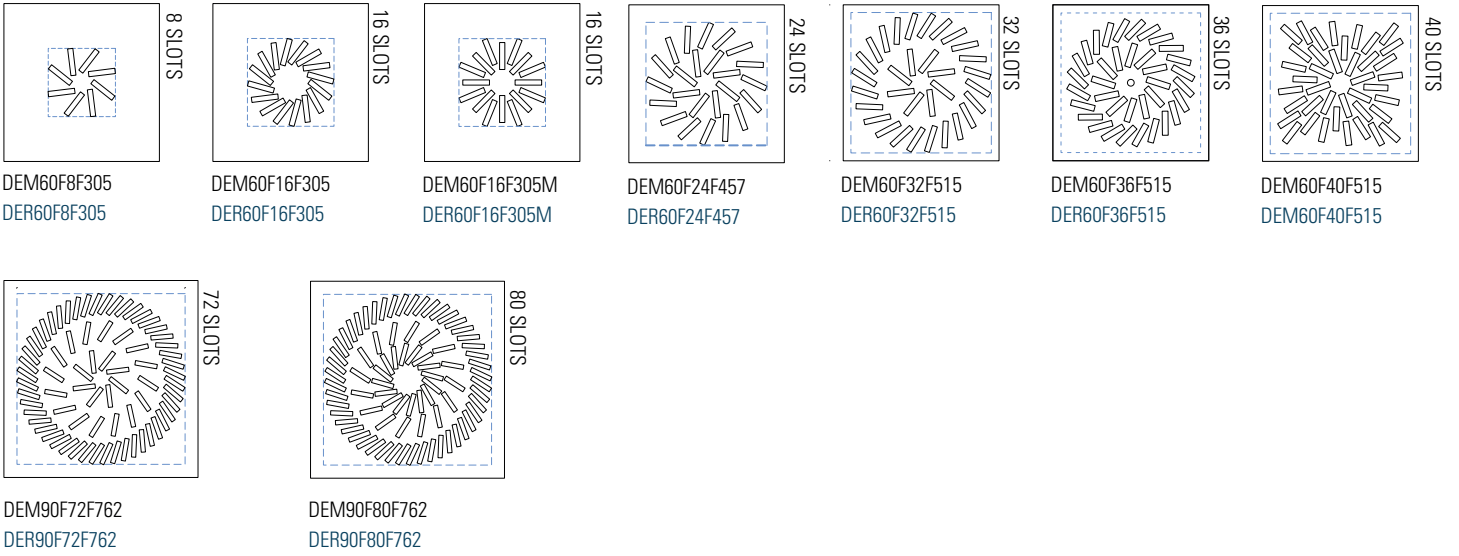 8 SLOTS
DEM60F8F305
DER60F8F305
16 SLOTS
DEM60F16F305
DER60F16F305
16 SLOTS
DEM60F16F305M
DER60F16F305M
24 SLOTS
DEM60F24F457
DER60F24F457
32 SLOTS
DEM60F32F515
DER60F32F515
36 SLOTS
DEM60F36F515
DER60F36F515
40 SLOTS
DEM60F40F515
DEM60F40F515
72 SLOTS
DEM90F72F762
DER90F72F762
80 SLOTS
DEM90F80F762
DER90F80F762